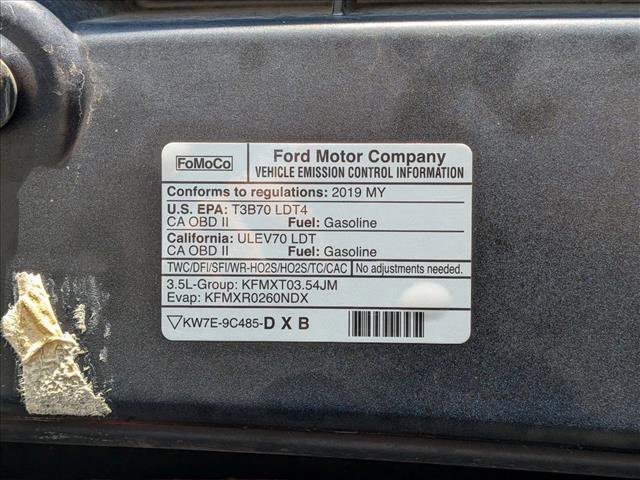 FoMoCo
Ford Motor Company
VEHICLE EMISSION CONTROL INFORMATION
Conforms to regulations: 2019 MY
U.S. EPA: T3B70 LDT4
CA OBD II Fuel: Gasoline
California: ULEV70 LDT
CA OBD II Fuel: Gasoline
TWC/DFI/SFI/WR-HO2S/HO2S/TC/CAC No adjustments needed.
3.5L-Group: KFMXT03.54JM
Evap: KFMXR0260NDX
▽KW7E-9C485-D X B